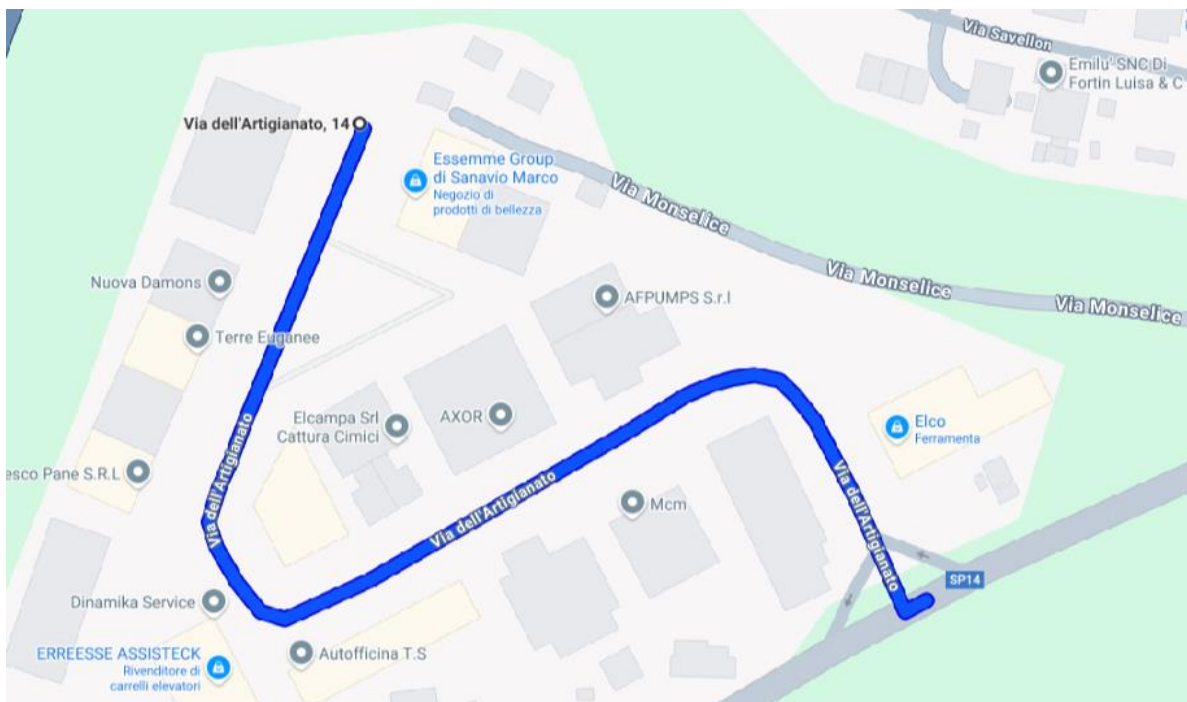 Via Savellon
Emilu' SNC Di
Fortin Luisa & C
Via dell'Artigianato, 14
Essemme Group
di Sanavio Marco
Negozio di
prodotti di bellezza
Via Monselice
Via Monselice
Via Monselice
Nuova Damons
AFPUMPS S.r.l
Terre Euganee
Elcampa Srl
Cattura Cimici
AXOR
Elco
Ferramenta
esco Pane S.R.L
Via dell'Artigianato
Via dell'Artigianato
Via dell'Artigianato
Mcm
SP14
Dinamika Service
ERREESSE ASSISTECK
Rivenditore di
carrelli elevatori
Autofficina T.S